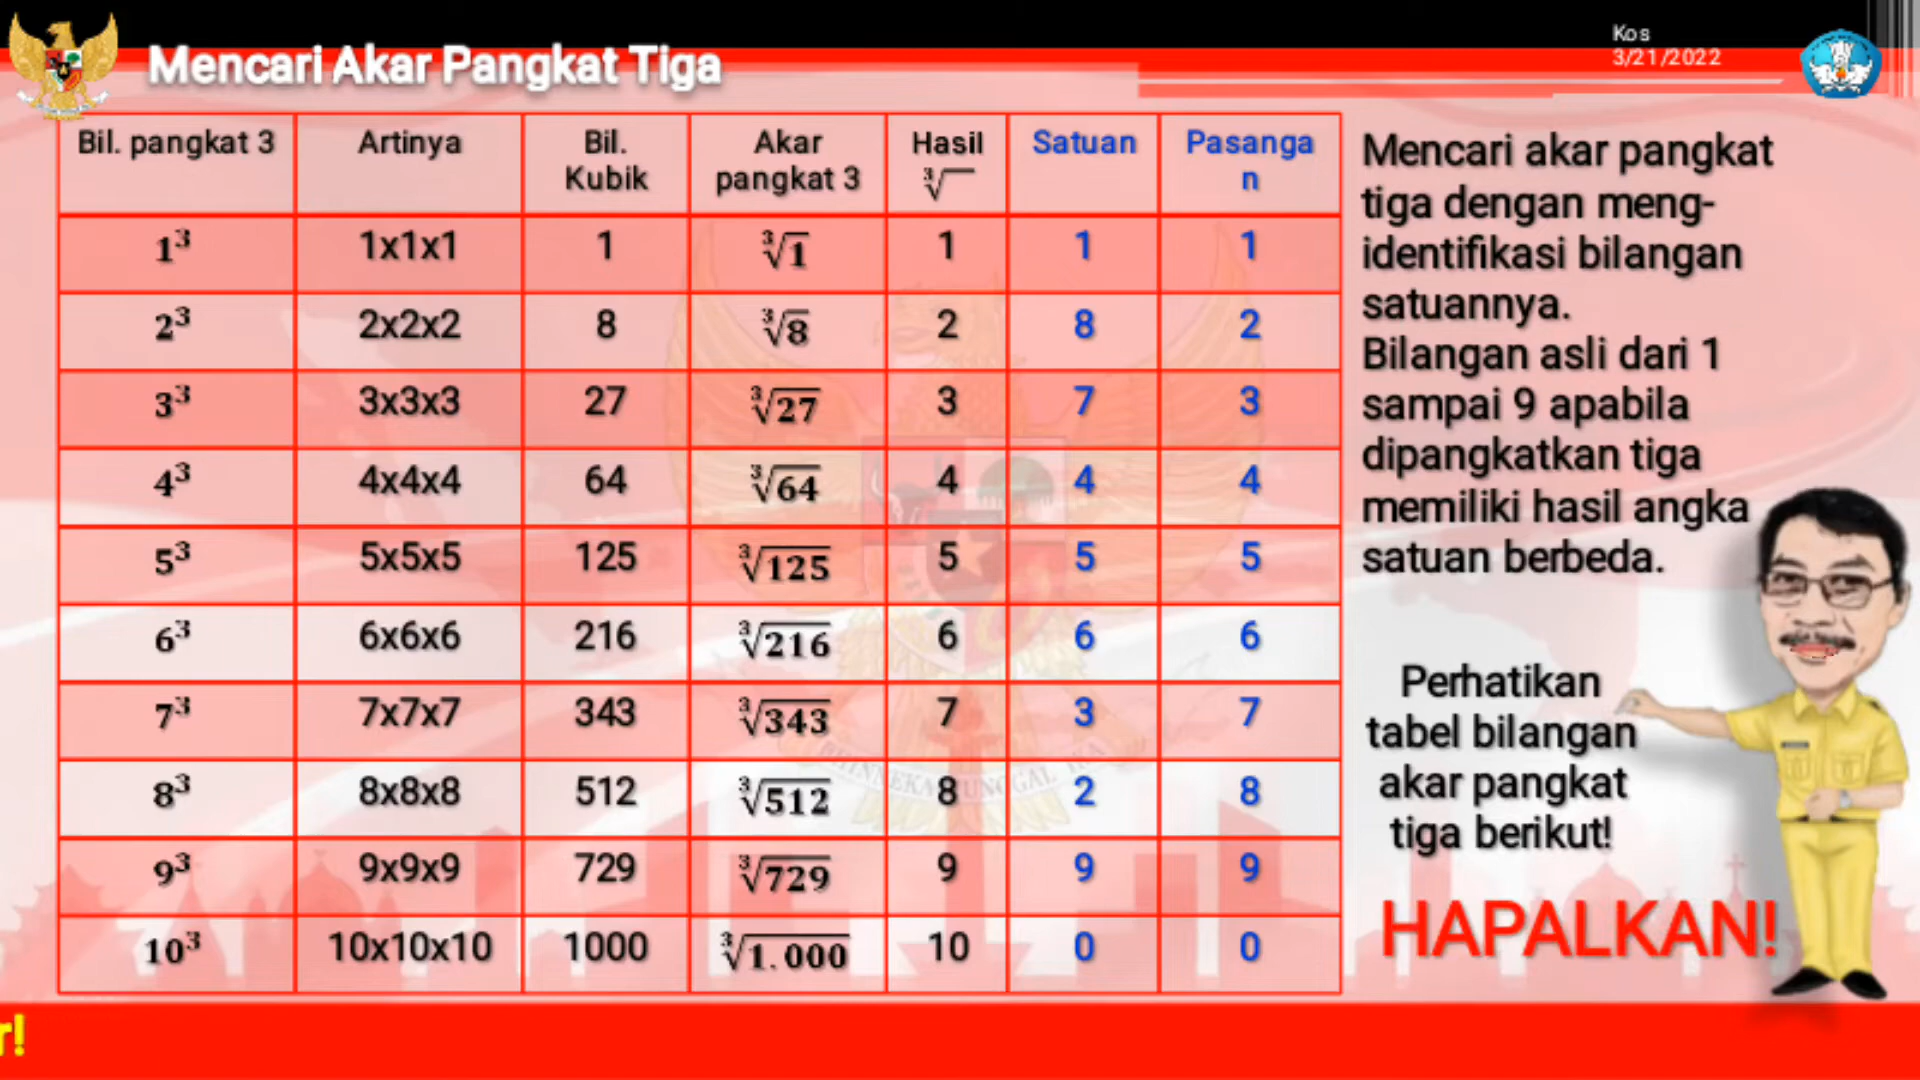 Kos
3/21/2022
Mencari Akar Pangkat Tiga
Bil. pangkat 3 Artinya Bil. Kubik Akar pangkat 3 Hasil ∛ Satuan Pasangan
1³ 1x1x1 1 ∛1 1 1 1
2³ 2x2x2 8 ∛8 2 8 2
3³ 3x3x3 27 ∛27 3 7 3
4³ 4x4x4 64 ∛64 4 4 4
5³ 5x5x5 125 ∛125 5 5 5
6³ 6x6x6 216 ∛216 6 6 6
7³ 7x7x7 343 ∛343 7 3 7
8³ 8x8x8 512 ∛512 8 2 8
9³ 9x9x9 729 ∛729 9 9 9
10³ 10x10x10 1000 ∛1.000 10 0 0
Mencari akar pangkat
tiga dengan meng-
identifikasi bilangan
satuannya.
Bilangan asli dari 1
sampai 9 apabila
dipangkatkan tiga
memiliki hasil angka
satuan berbeda.
Perhatikan
tabel bilangan
akar pangkat
tiga berikut!
HAPALKAN!
r!